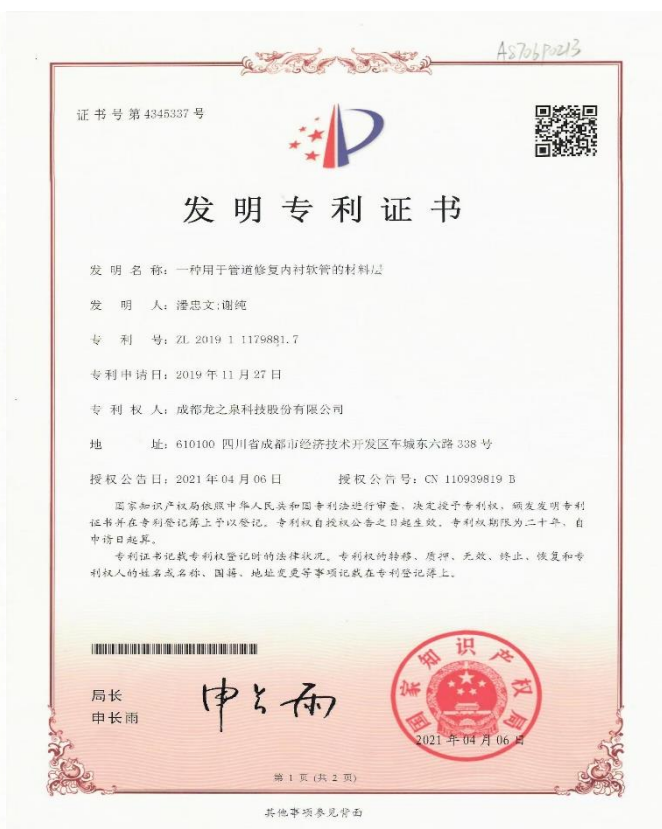 A8706P0213
证书号第4345337号
发明专利证书
发 明 名 称：一种用于管道修复内衬软管的材料层
发 明 人：潘忠文;谢纯
专 利 号：ZL 2019 1 1179881.7
专利申请日：2019年11月27日
专 利 权 人：成都龙之泉科技股份有限公司
地 址：610100 四川省成都市经济技术开发区车城东六路338号
授权公告日：2021年04月06日 授权公告号：CN 110939819 B
国家知识产权局依照中华人民共和国专利法进行审查，决定授予专利权，颁发发明专利
证书并在专利登记簿上予以登记。专利权自授权公告之日起生效。专利权期限为二十年，自
申请日起算。
专利证书记载专利权登记时的法律状况。专利权的转移、质押、无效、终止、恢复和专
利权人的姓名或名称、国籍、地址变更等事项记载在专利登记簿上。
局长
申长雨
申长雨
国家知识产权局
2021年04月06日
第 1 页 (共 2 页)
其他事项参见背面